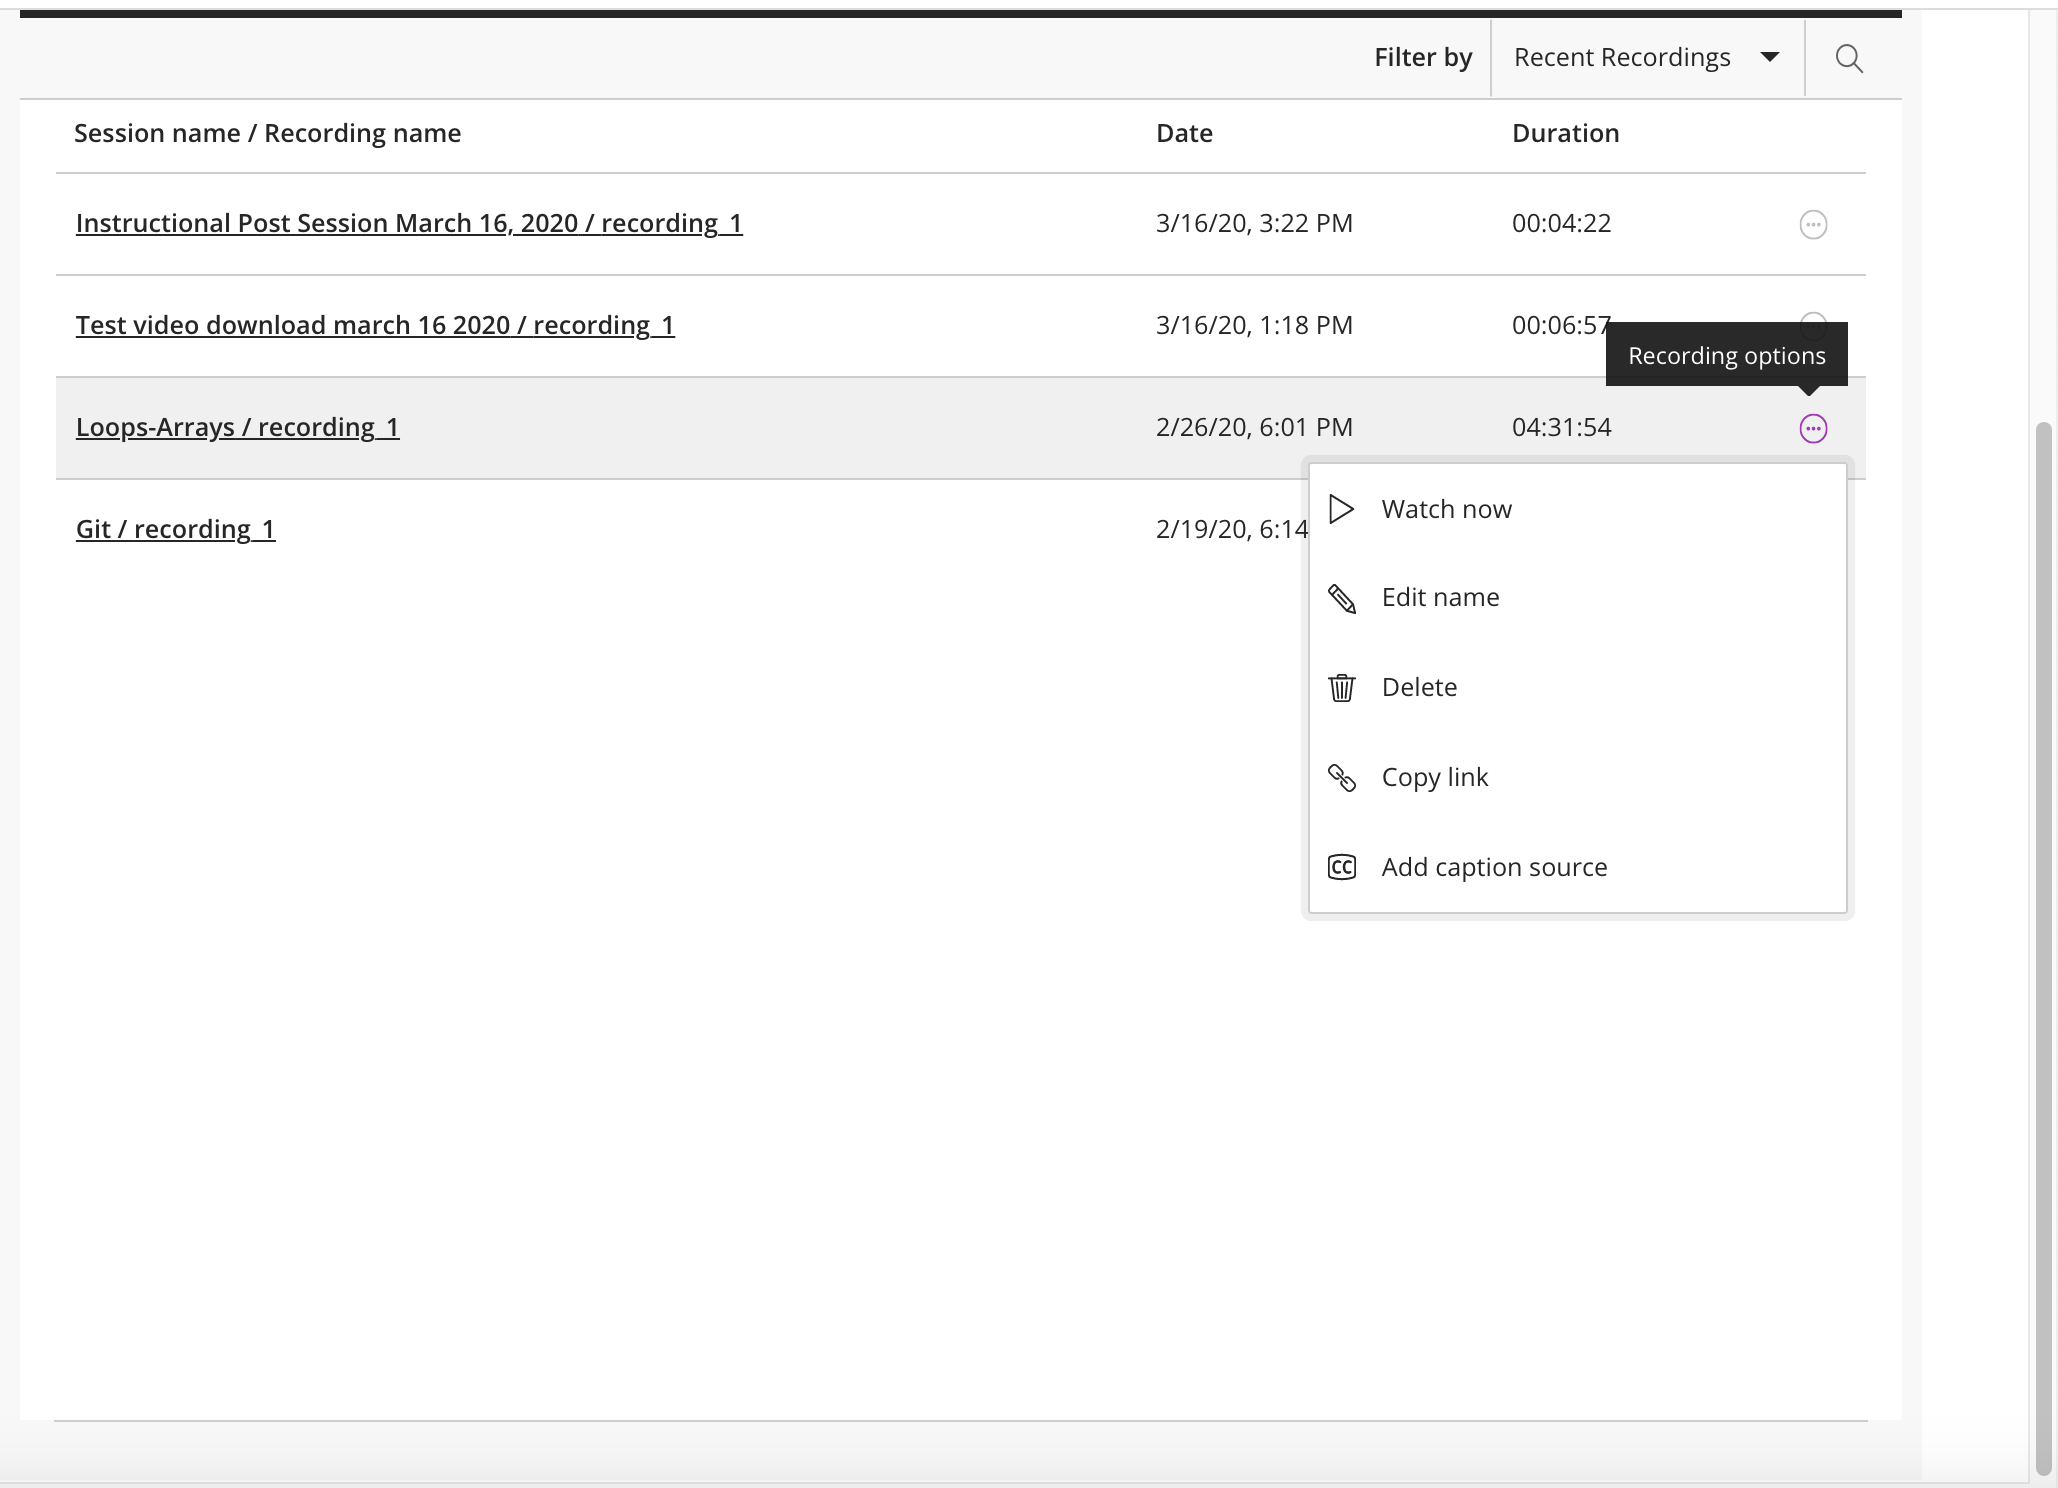 Filter by Recent Recordings
Session name / Recording name Date Duration
Instructional Post Session March 16, 2020 / recording_1 3/16/20, 3:22 PM 00:04:22
Test video download march 16 2020 / recording_1 3/16/20, 1:18 PM 00:06:57
Recording options
Loops-Arrays / recording_1 2/26/20, 6:01 PM 04:31:54
Watch now
Git / recording_1 2/19/20, 6:14
Edit name
Delete
Copy link
CC Add caption source